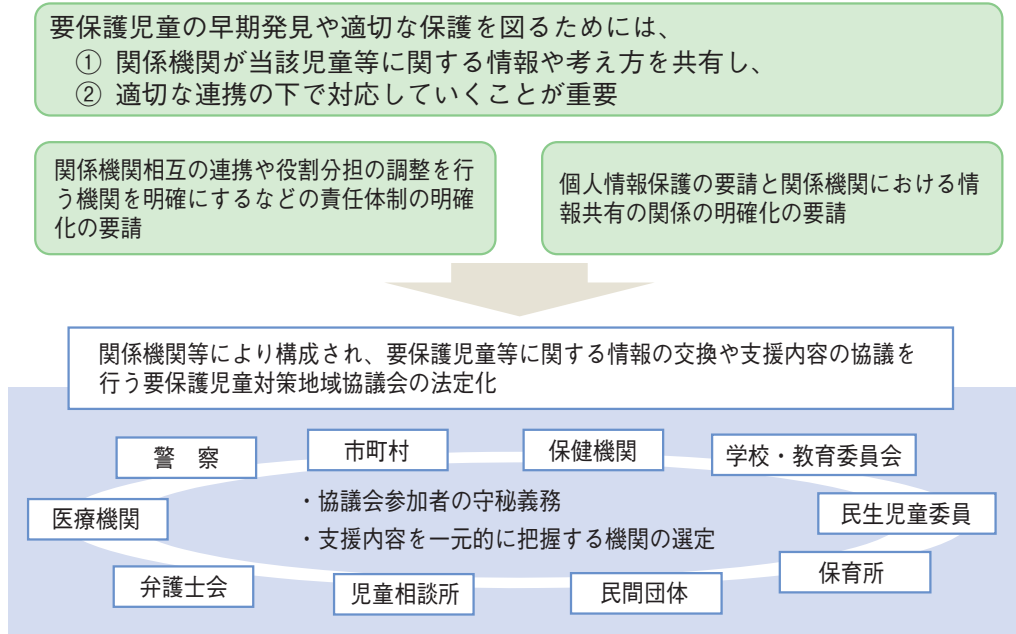 要保護児童の早期発見や適切な保護を図るためには、
① 関係機関が当該児童等に関する情報や考え方を共有し、
② 適切な連携の下で対応していくことが重要
関係機関相互の連携や役割分担の調整を行
う機関を明確にするなどの責任体制の明確
化の要請
個人情報保護の要請と関係機関における情
報共有の関係の明確化の要請
関係機関等により構成され、要保護児童等に関する情報の交換や支援内容の協議を
行う要保護児童対策地域協議会の法定化
警　察
市町村
保健機関
学校・教育委員会
医療機関
・協議会参加者の守秘義務
・支援内容を一元的に把握する機関の選定
民生児童委員
弁護士会
児童相談所
民間団体
保育所